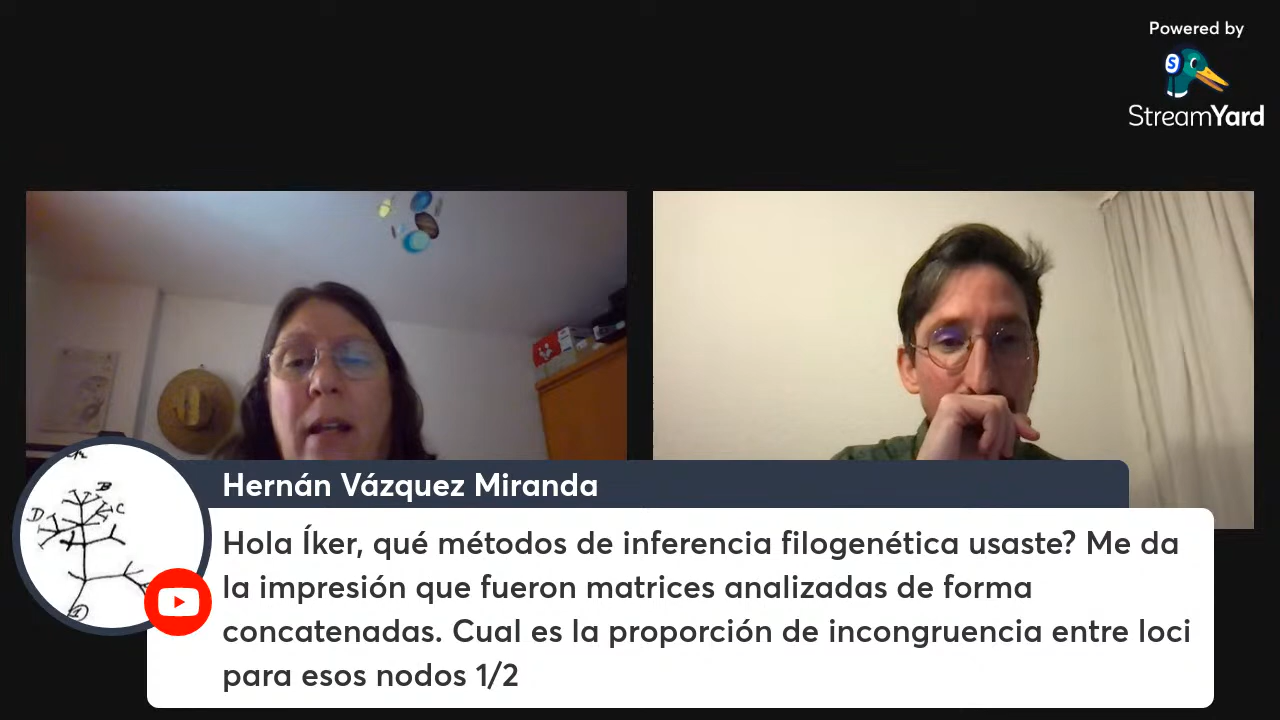 Powered by
S
StreamYard
Hernán Vázquez Miranda
Hola Íker, qué métodos de inferencia filogenética usaste? Me da
la impresión que fueron matrices analizadas de forma
concatenadas. Cual es la proporción de incongruencia entre loci
para esos nodos 1/2
B
D
C